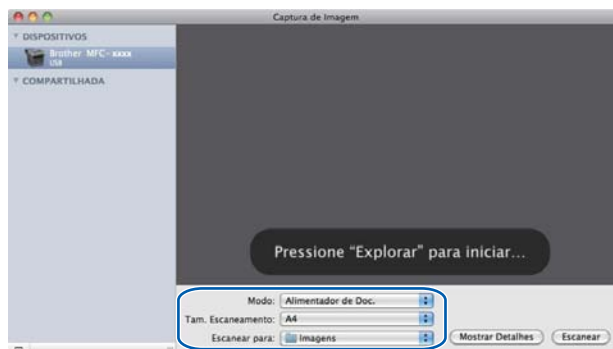 Captura de Imagem
DISPOSITIVOS
Brother MFC-xxxx
USB
COMPARTILHADA
Pressione “Explorar” para iniciar...
Modo: Alimentador de Doc.
Tam. Escaneamento: A4
Escanear para: Imagens
Mostrar Detalhes
Escanear